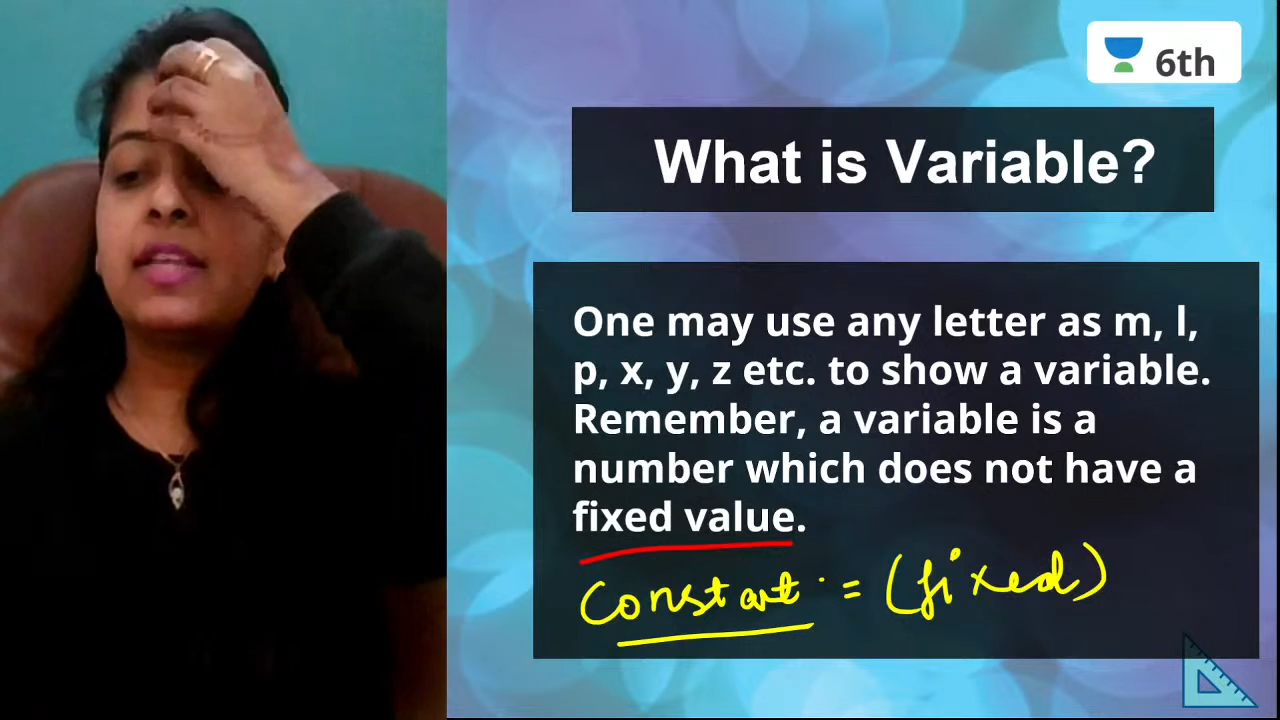 6th
What is Variable?
One may use any letter as m, l,
p, x, y, z etc. to show a variable.
Remember, a variable is a
number which does not have a
fixed value.
Constant = (fixed)